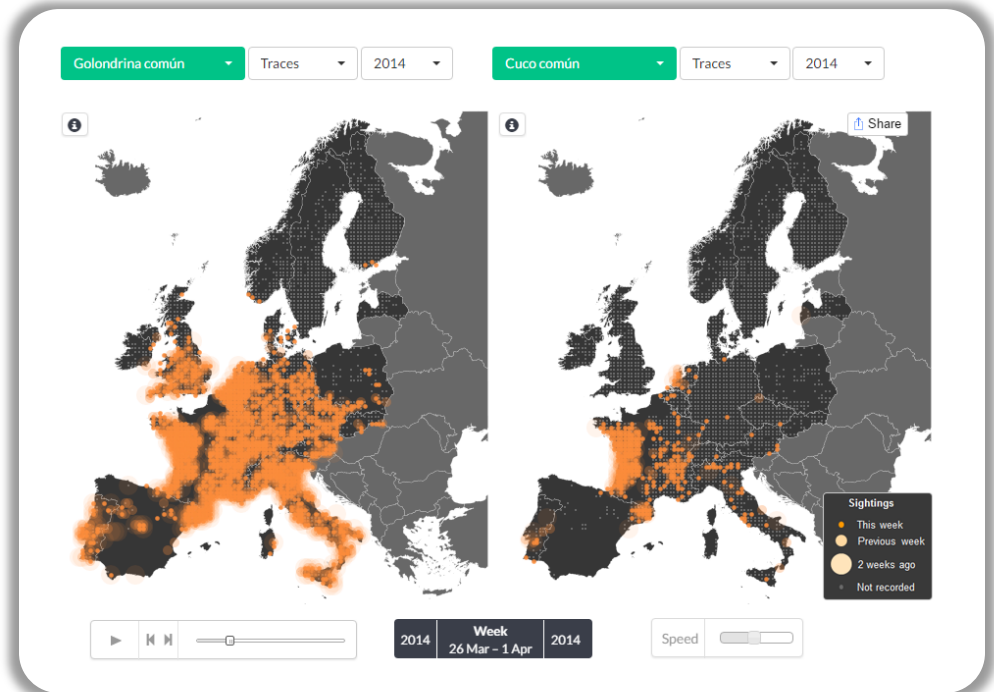 Golondrina común
Traces
2014
Cuco común
Traces
2014
Share
Sightings
This week
Previous week
2 weeks ago
Not recorded
2014
Week
26 Mar – 1 Apr
2014
Speed